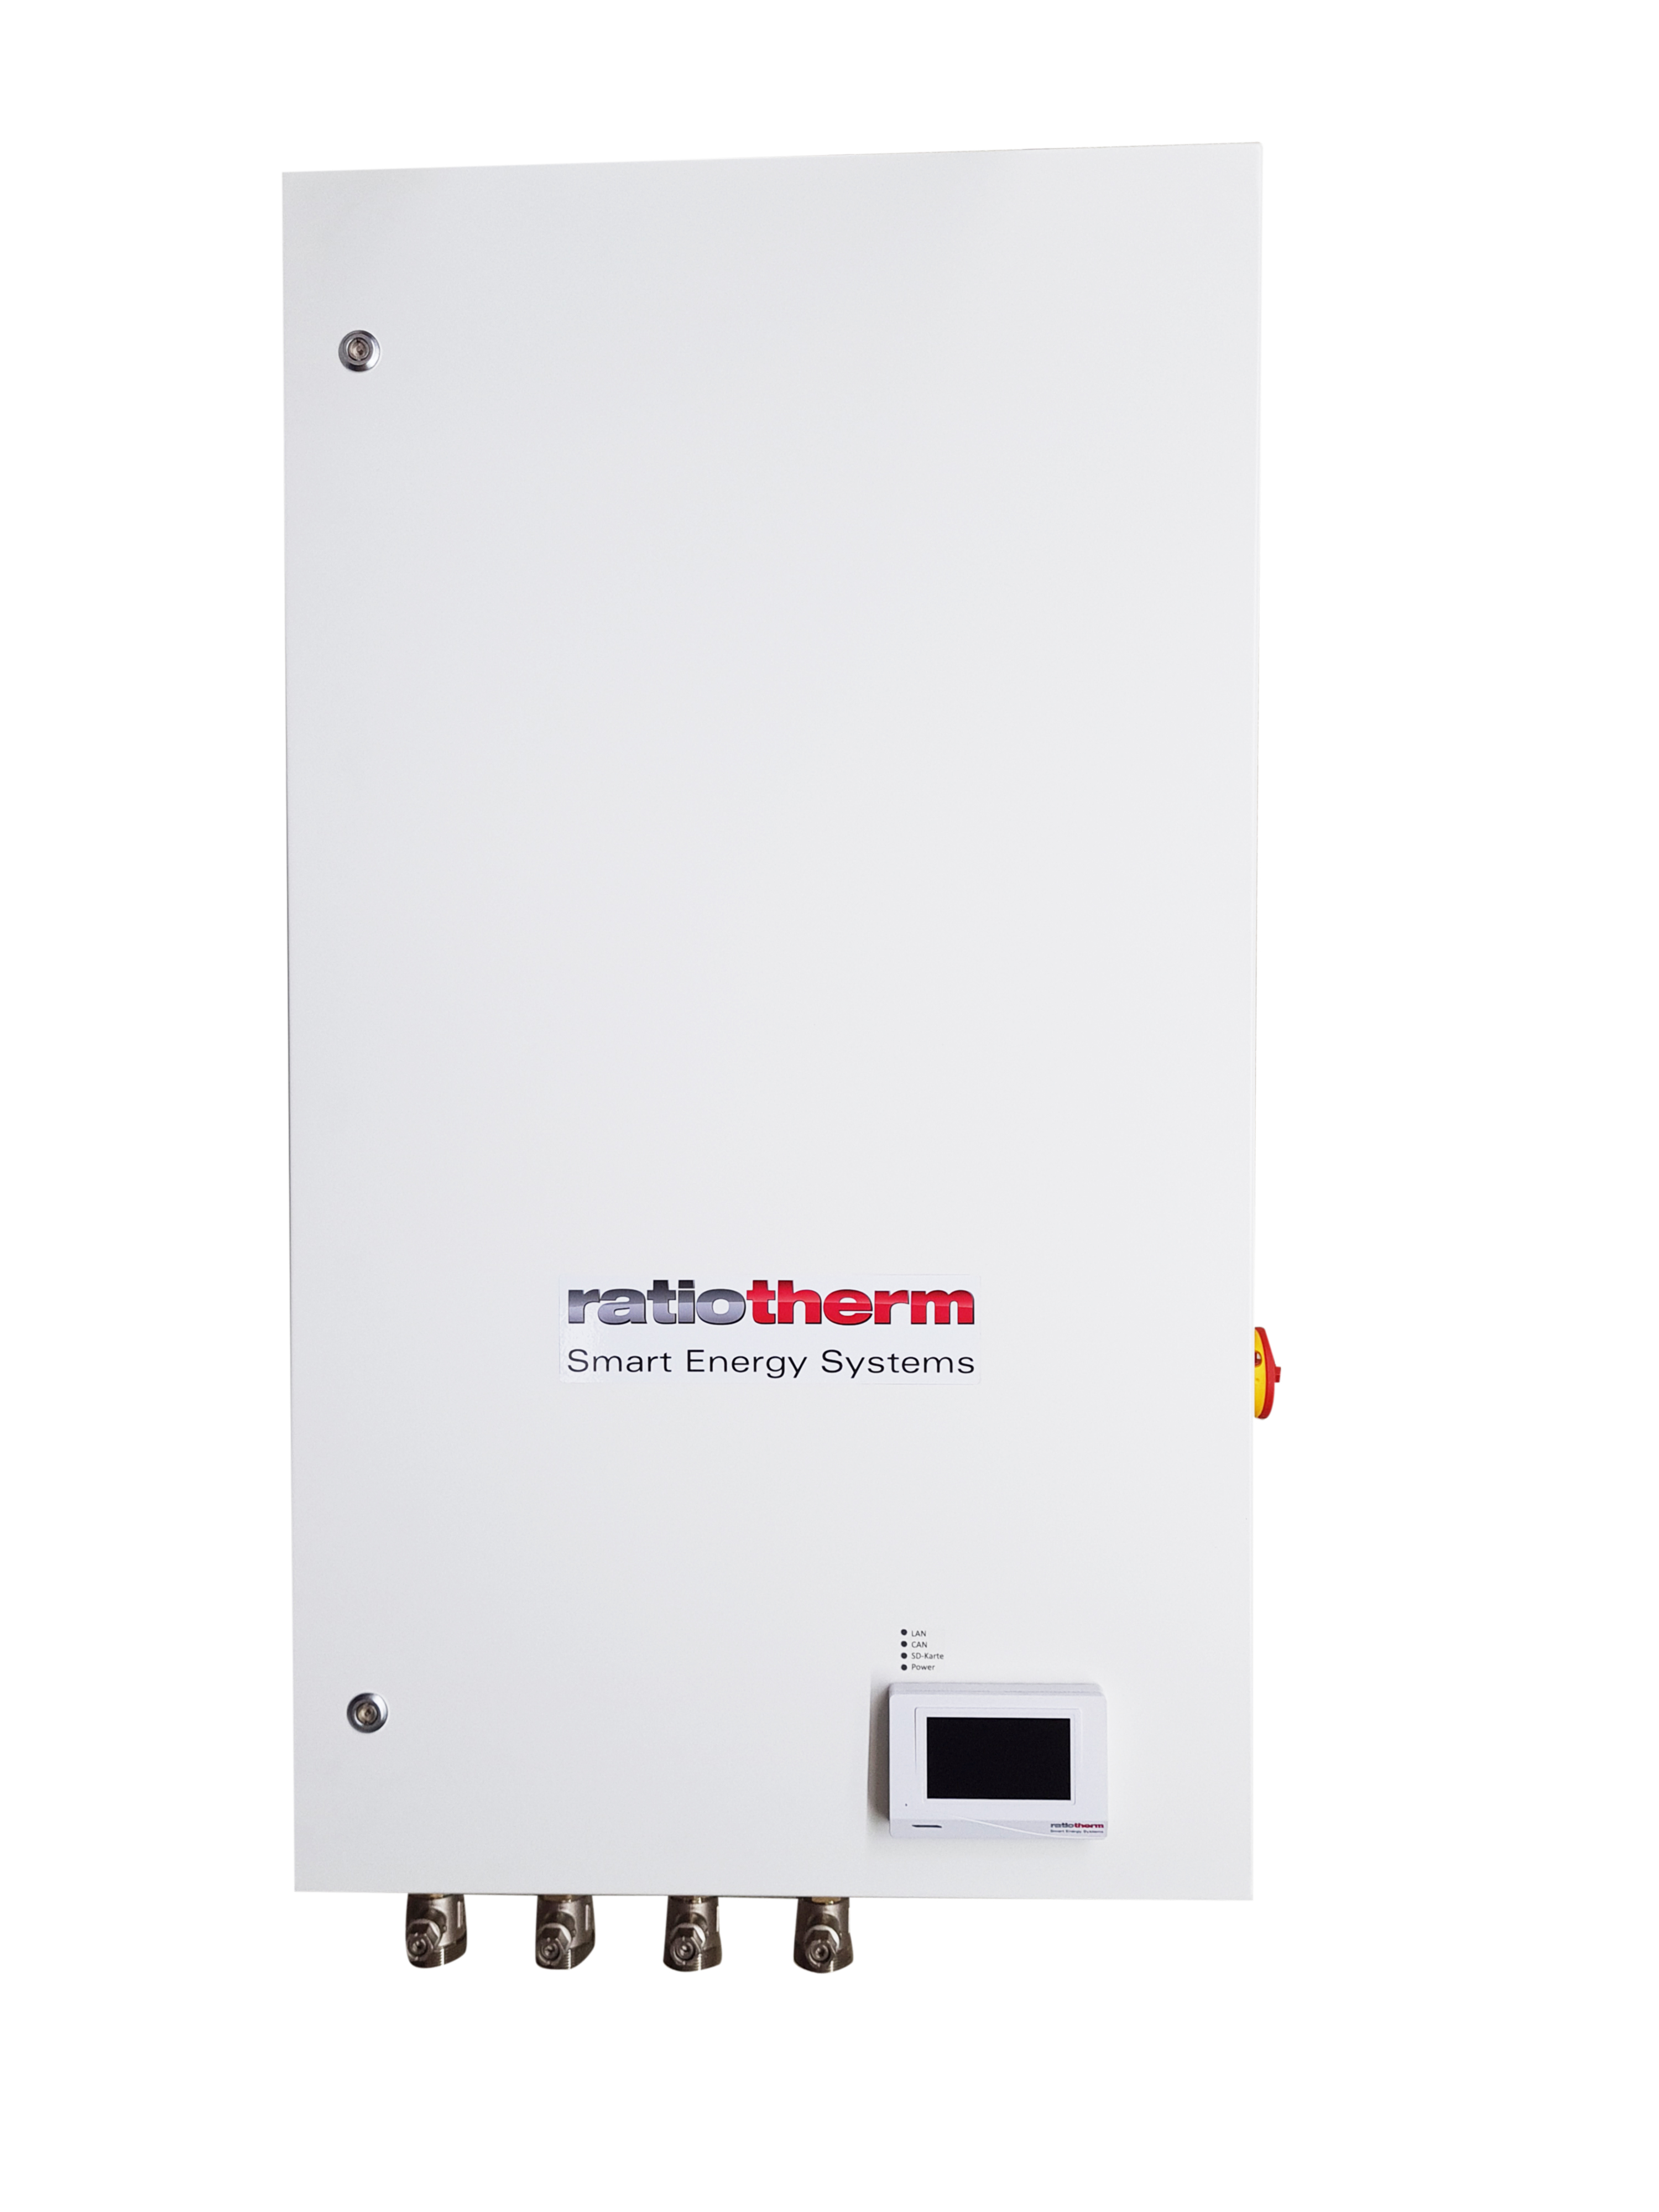 ratiotherm
Smart Energy Systems
LAN
CAN
SD-Karte
Power
ratiotherm
Smart Energy Systems